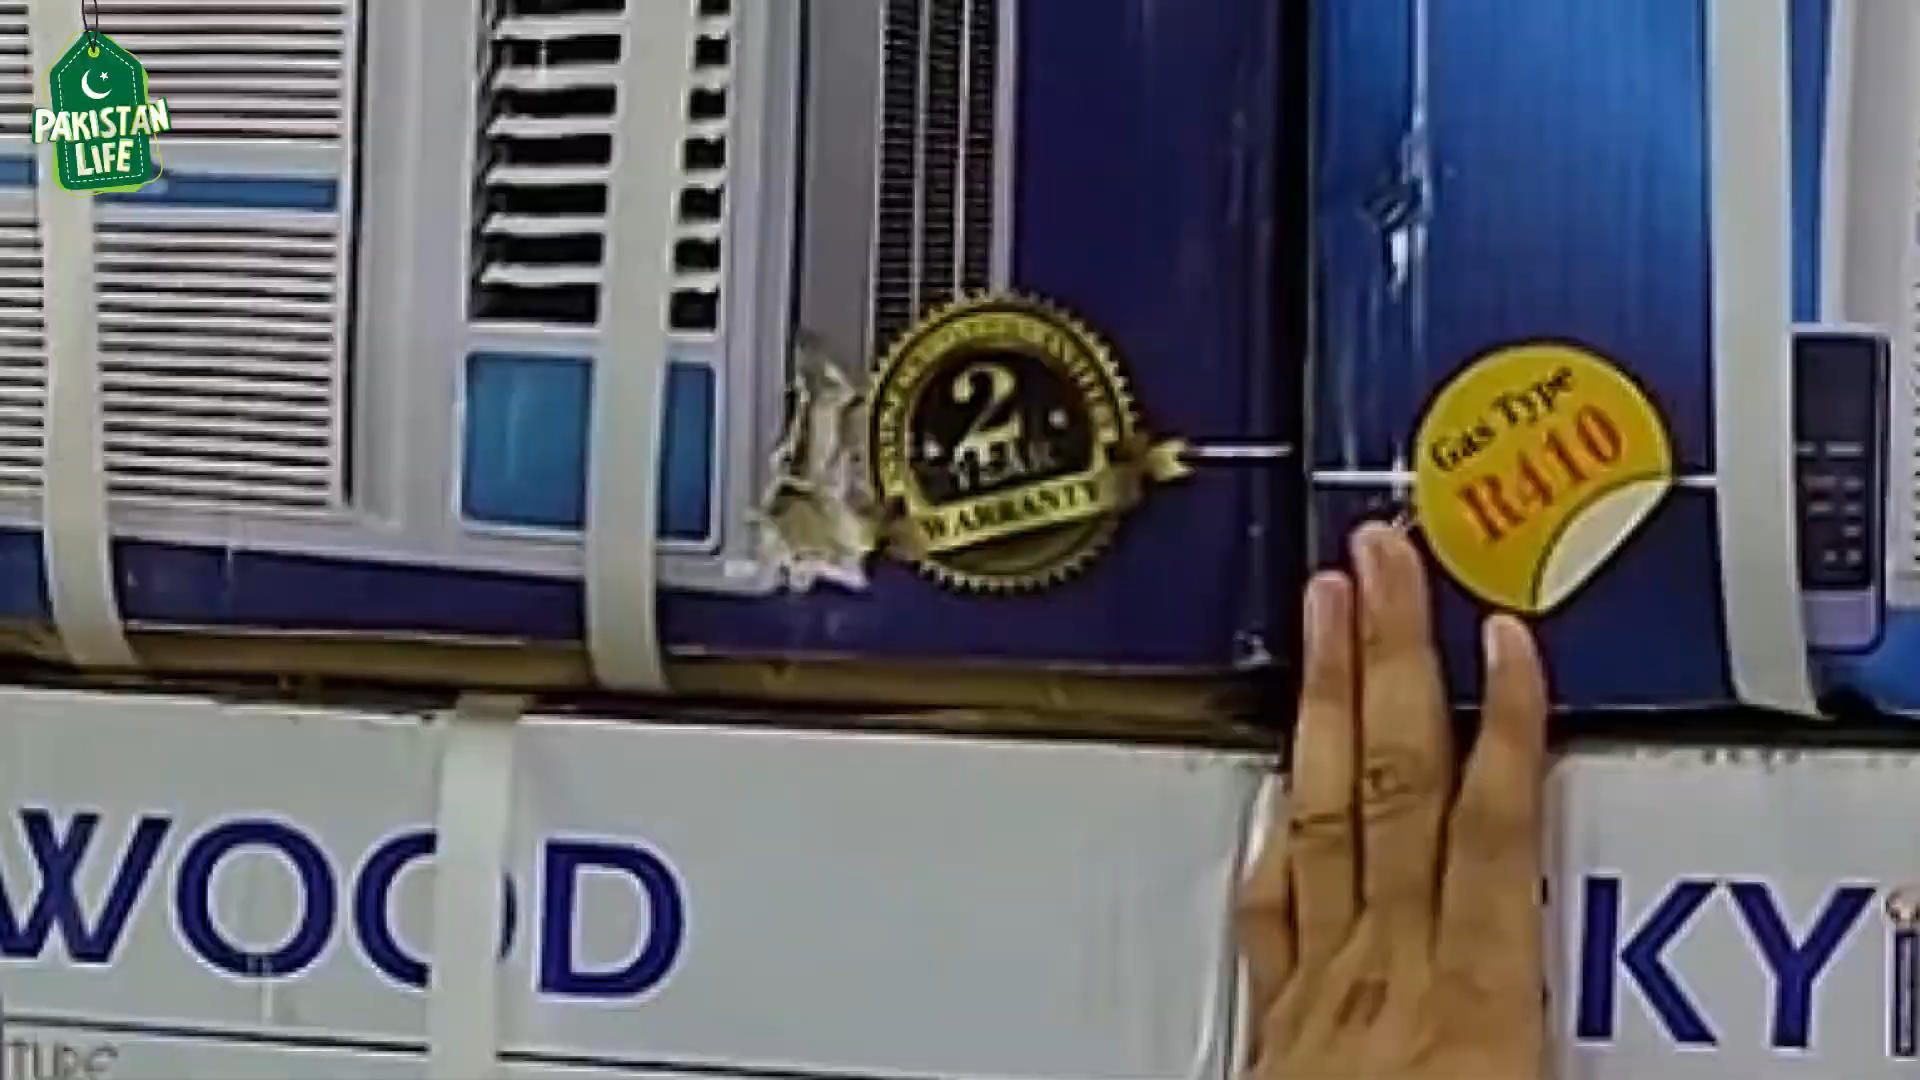 PAKISTAN
LIFE
2
YEAR
WARRANTY
Gas Type
R410
WOOD
KY